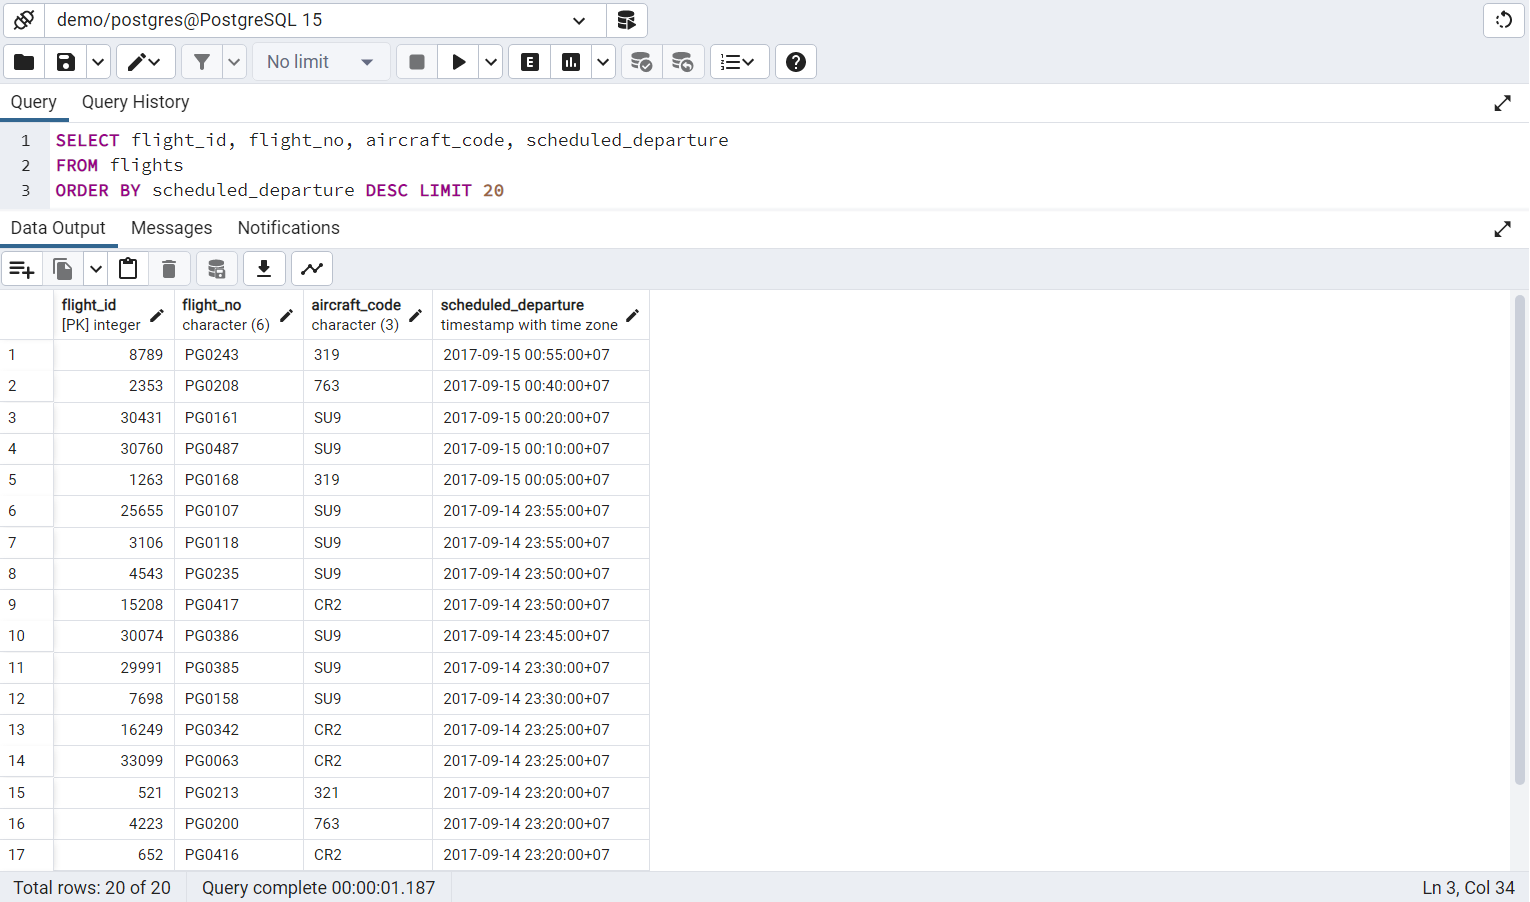 demo/postgres@PostgreSQL 15
No limit
E
Query Query History
1 SELECT flight_id, flight_no, aircraft_code, scheduled_departure
2 FROM flights
3 ORDER BY scheduled_departure DESC LIMIT 20
Data Output Messages Notifications
flight_id flight_no aircraft_code scheduled_departure
[PK] integer character (6) character (3) timestamp with time zone
1 8789 PG0243 319 2017-09-15 00:55:00+07
2 2353 PG0208 763 2017-09-15 00:40:00+07
3 30431 PG0161 SU9 2017-09-15 00:20:00+07
4 30760 PG0487 SU9 2017-09-15 00:10:00+07
5 1263 PG0168 319 2017-09-15 00:05:00+07
6 25655 PG0107 SU9 2017-09-14 23:55:00+07
7 3106 PG0118 SU9 2017-09-14 23:55:00+07
8 4543 PG0235 SU9 2017-09-14 23:50:00+07
9 15208 PG0417 CR2 2017-09-14 23:50:00+07
10 30074 PG0386 SU9 2017-09-14 23:45:00+07
11 29991 PG0385 SU9 2017-09-14 23:30:00+07
12 7698 PG0158 SU9 2017-09-14 23:30:00+07
13 16249 PG0342 CR2 2017-09-14 23:25:00+07
14 33099 PG0063 CR2 2017-09-14 23:25:00+07
15 521 PG0213 321 2017-09-14 23:20:00+07
16 4223 PG0200 763 2017-09-14 23:20:00+07
17 652 PG0416 CR2 2017-09-14 23:20:00+07
Total rows: 20 of 20 Query complete 00:00:01.187 Ln 3, Col 34